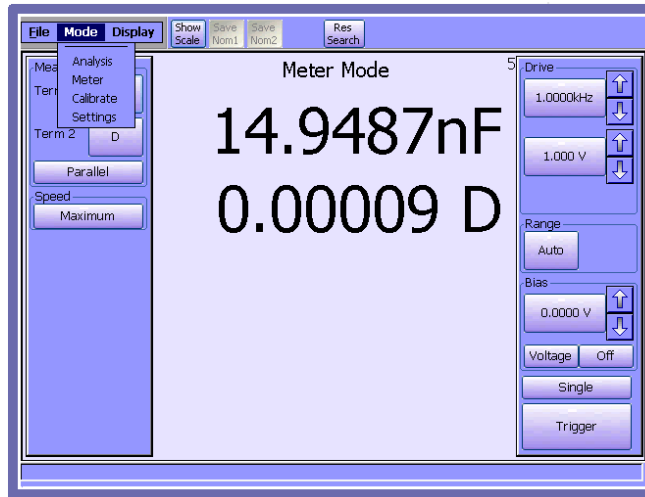 File Mode Display
Show Scale
Save Nom1
Save Nom2
Res Search
Analysis
Meter
Calibrate
Settings
Mea
Ter
Term 2
D
Parallel
Speed
Maximum
Meter Mode
5
14.9487nF
0.00009 D
Drive
1.0000kHz
1.000 V
Range
Auto
Bias
0.0000 V
Voltage
Off
Single
Trigger